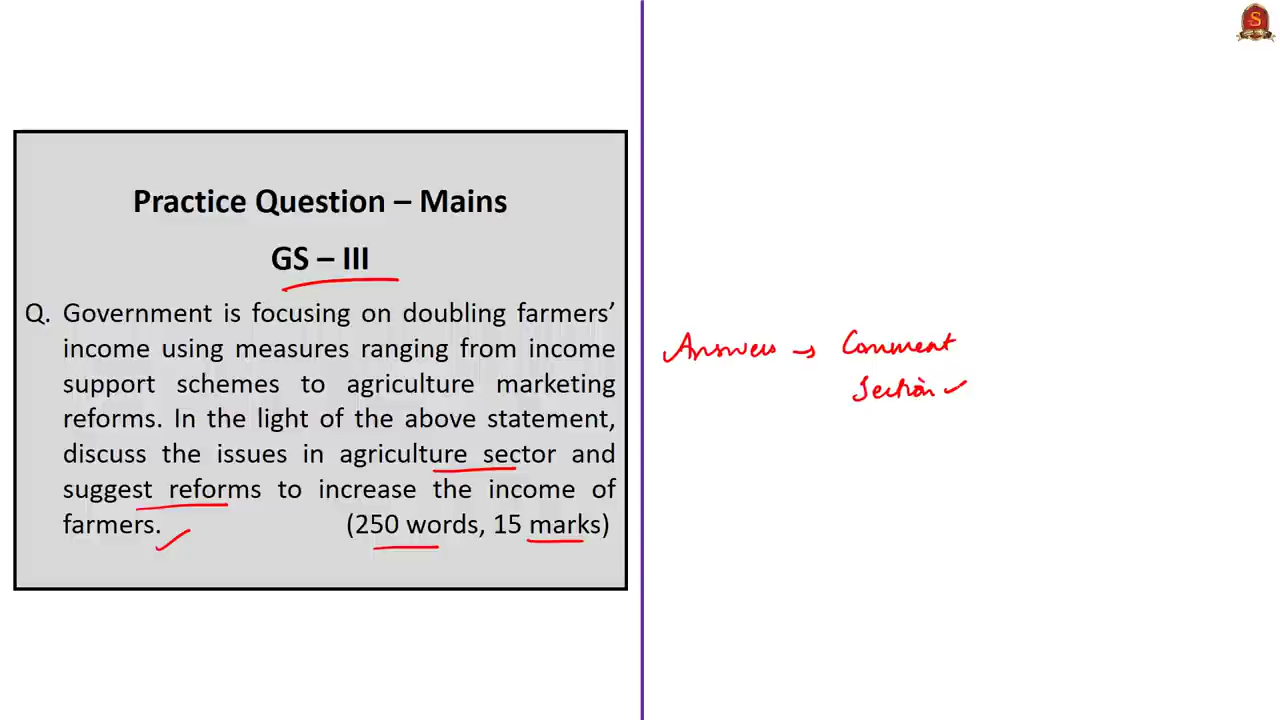 Practice Question – Mains
GS – III
Q. Government is focusing on doubling farmers’
income using measures ranging from income
support schemes to agriculture marketing
reforms. In the light of the above statement,
discuss the issues in agriculture sector and
suggest reforms to increase the income of
farmers. (250 words, 15 marks)
Answers → Comment
Section ✓
S